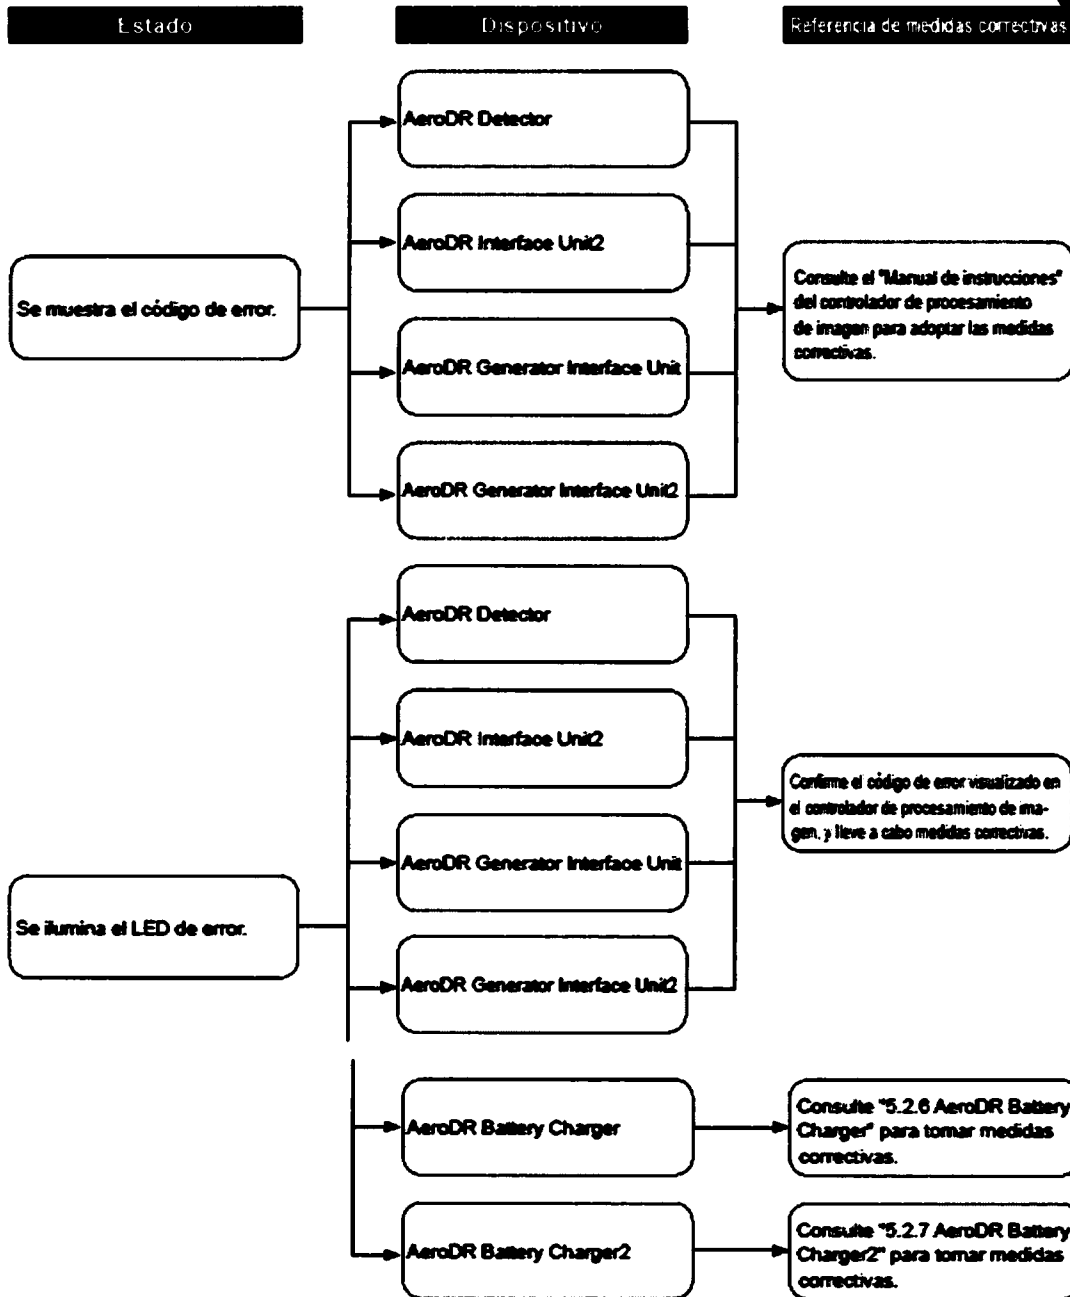 Estado
Dispositivo
Referencia de medidas correctivas
Se muestra el código de error.
AeroDR Detector
AeroDR Interface Unit2
AeroDR Generator Interface Unit
AeroDR Generator Interface Unit2
Consulte el "Manual de instrucciones"
del controlador de procesamiento
de imagen para adoptar las medidas
correctivas.
Se ilumina el LED de error.
AeroDR Detector
AeroDR Interface Unit2
AeroDR Generator Interface Unit
AeroDR Generator Interface Unit2
Confirme el código de error visualizado en
el controlador de procesamiento de ima-
gen, y lleve a cabo medidas correctivas.
AeroDR Battery Charger
Consulte "5.2.6 AeroDR Battery
Charger" para tomar medidas
correctivas.
AeroDR Battery Charger2
Consulte "5.2.7 AeroDR Battery
Charger2" para tomar medidas
correctivas.